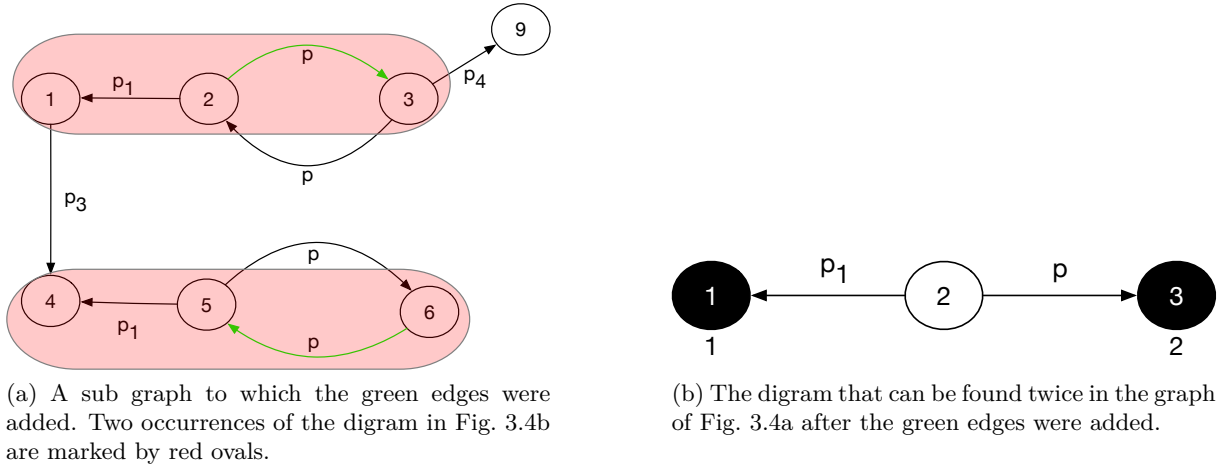 9
p
p4
p1
1
2
3
p
p3
p
4
5
6
p1
p
p1
p
1
2
3
1
2
(a) A sub graph to which the green edges were
added. Two occurrences of the digram in Fig. 3.4b
are marked by red ovals.
(b) The digram that can be found twice in the graph
of Fig. 3.4a after the green edges were added.